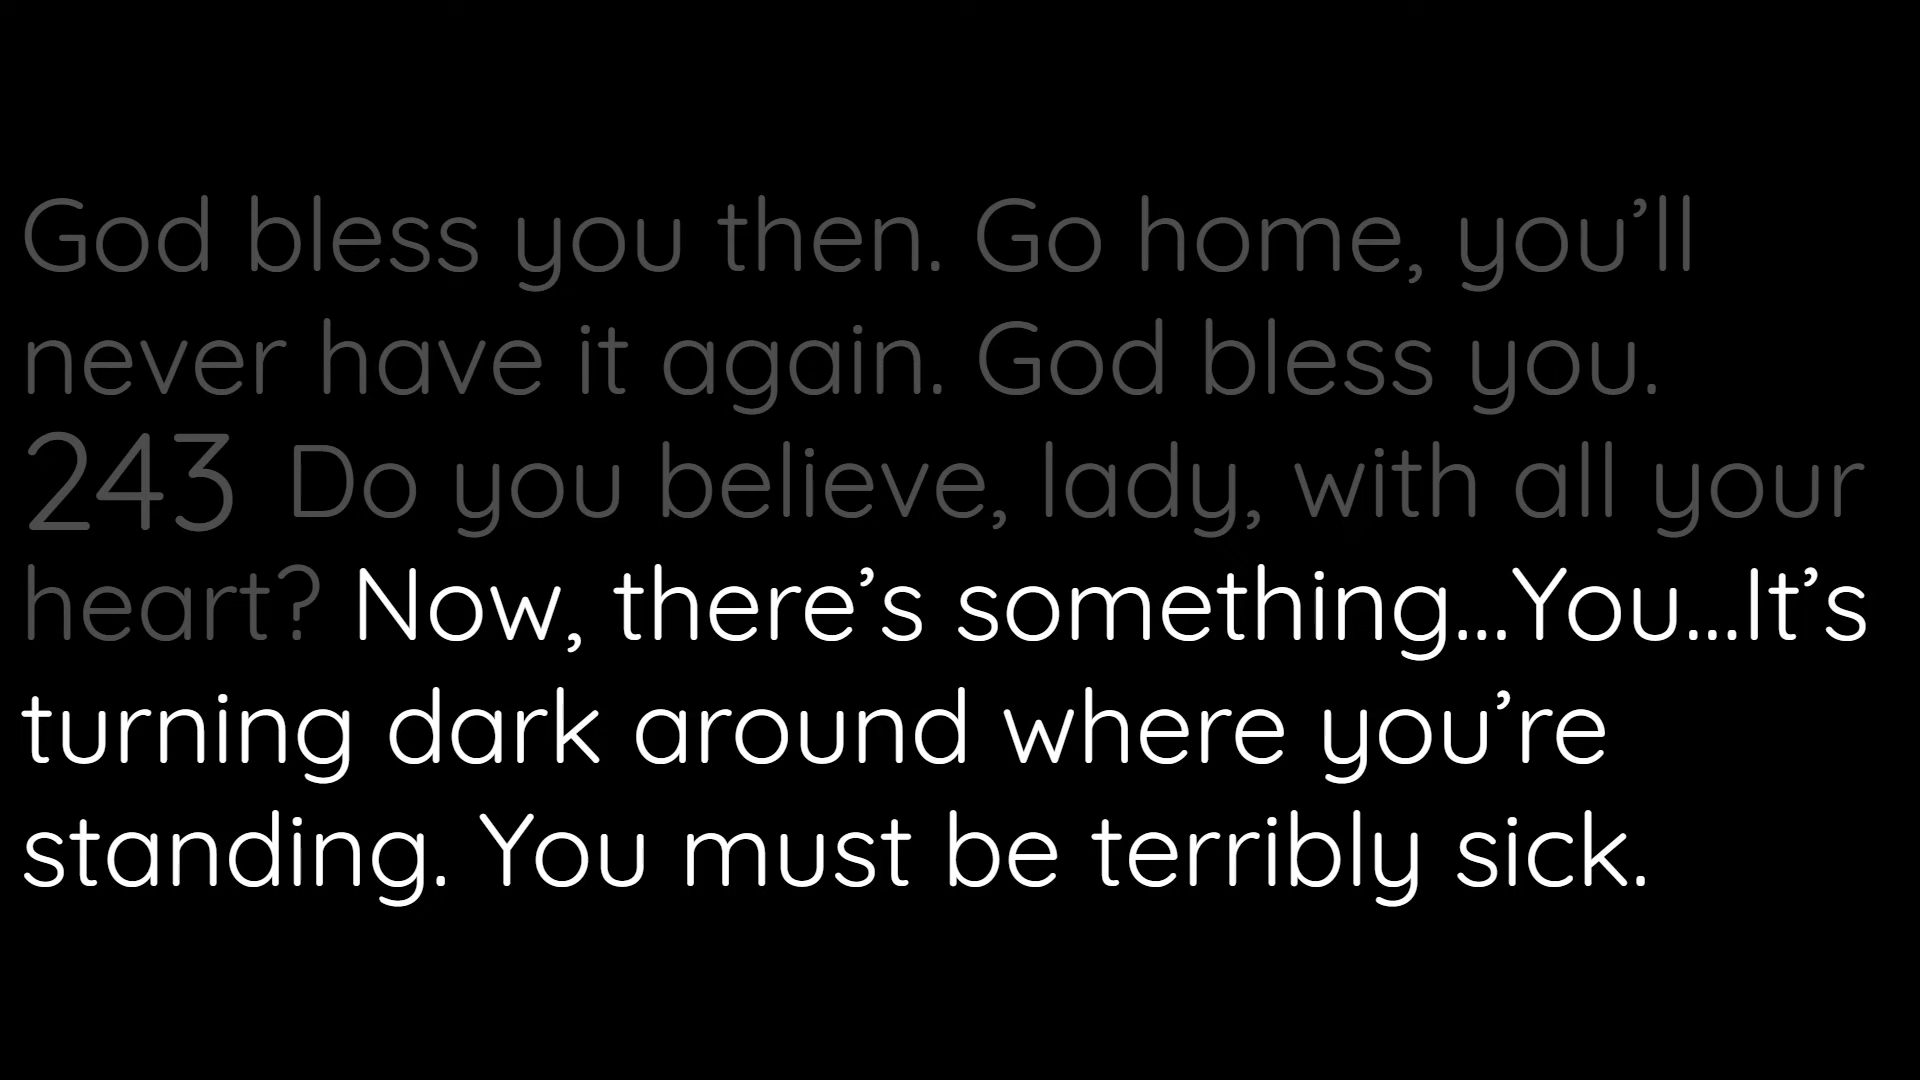 God bless you then. Go home, you’ll
never have it again. God bless you.
243 Do you believe, lady, with all your
heart? Now, there’s something...You...It’s
turning dark around where you’re
standing. You must be terribly sick.